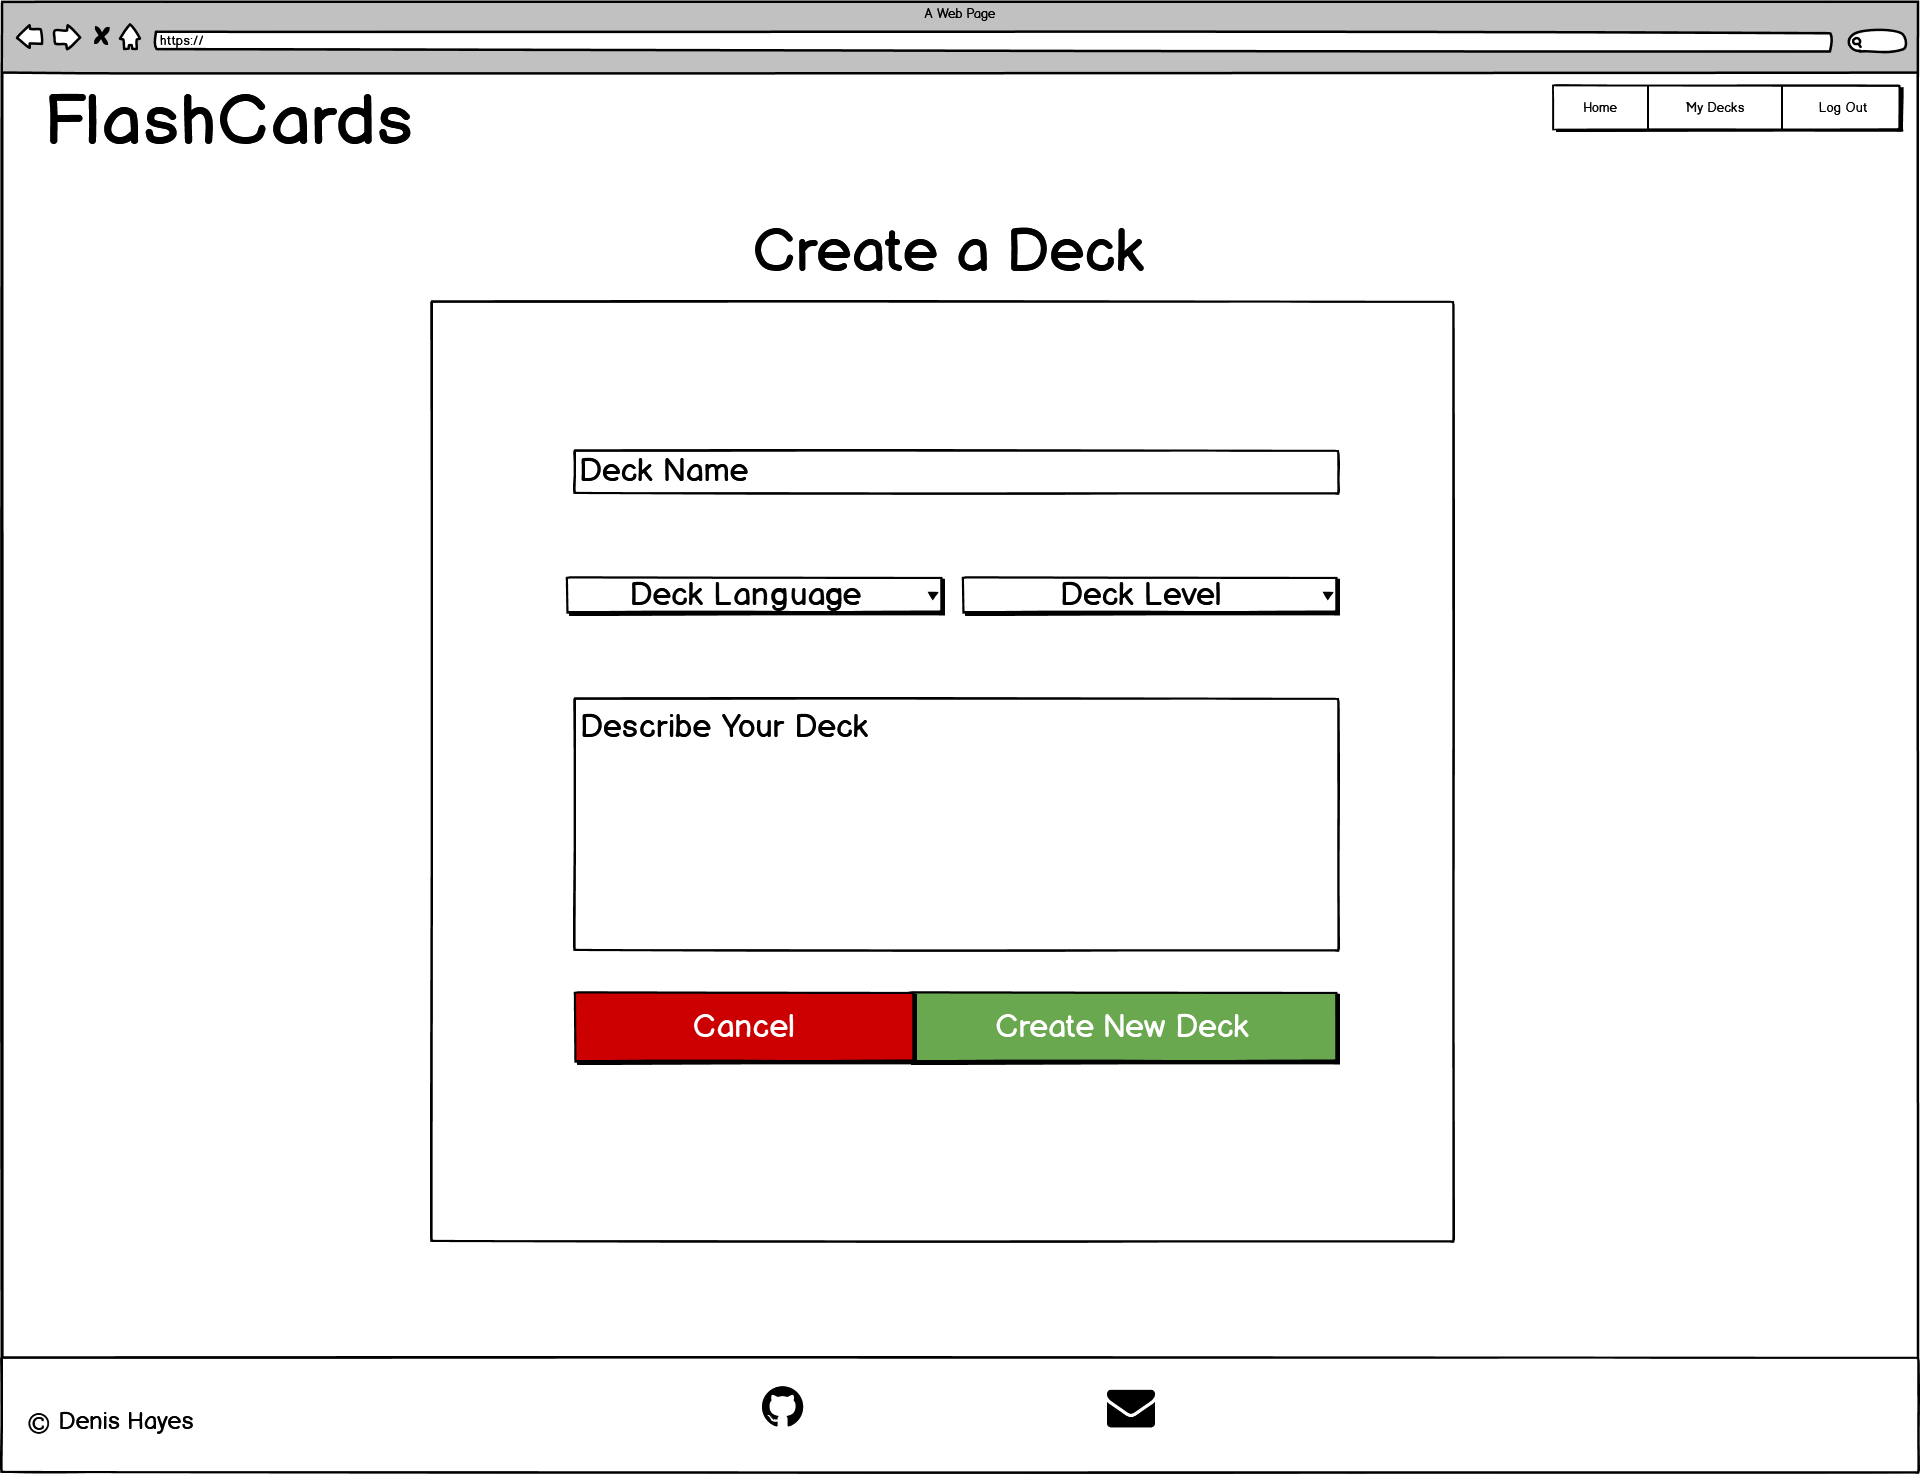 A Web Page
https://
FlashCards
Home
My Decks
Log Out
Create a Deck
Deck Name
Deck Language
Deck Level
Describe Your Deck
Cancel
Create New Deck
© Denis Hayes